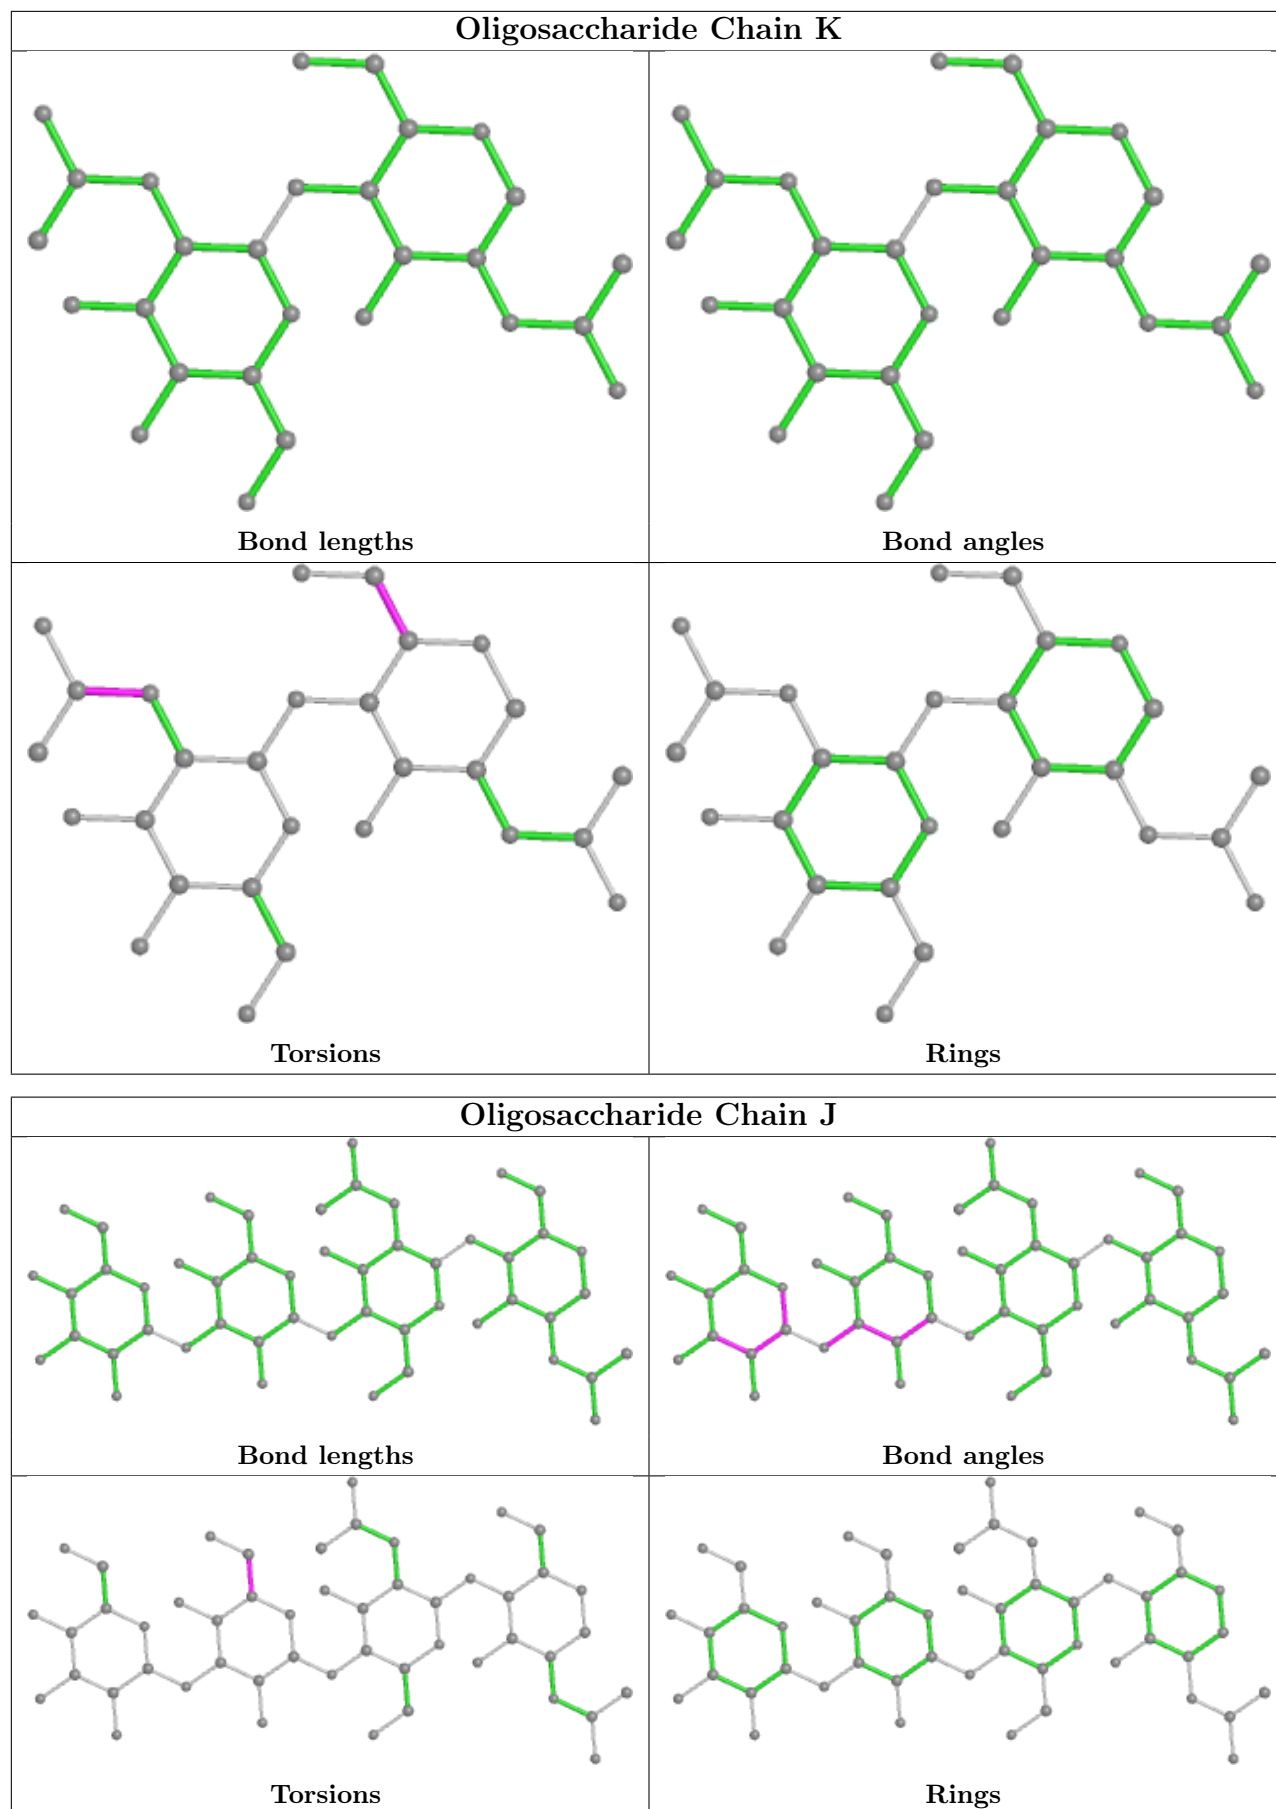 Oligosaccharide Chain K
Bond lengths
Bond angles
Torsions
Rings
Oligosaccharide Chain J
Bond lengths
Bond angles
Torsions
Rings